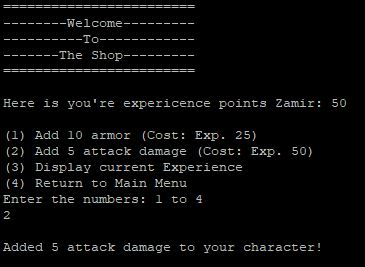 ========================
--------Welcome---------
----------To------------
-------The Shop---------
========================
Here is you're expericence points Zamir: 50
(1) Add 10 armor (Cost: Exp. 25)
(2) Add 5 attack damage (Cost: Exp. 50)
(3) Display current Experience
(4) Return to Main Menu
Enter the numbers: 1 to 4
2
Added 5 attack damage to your character!